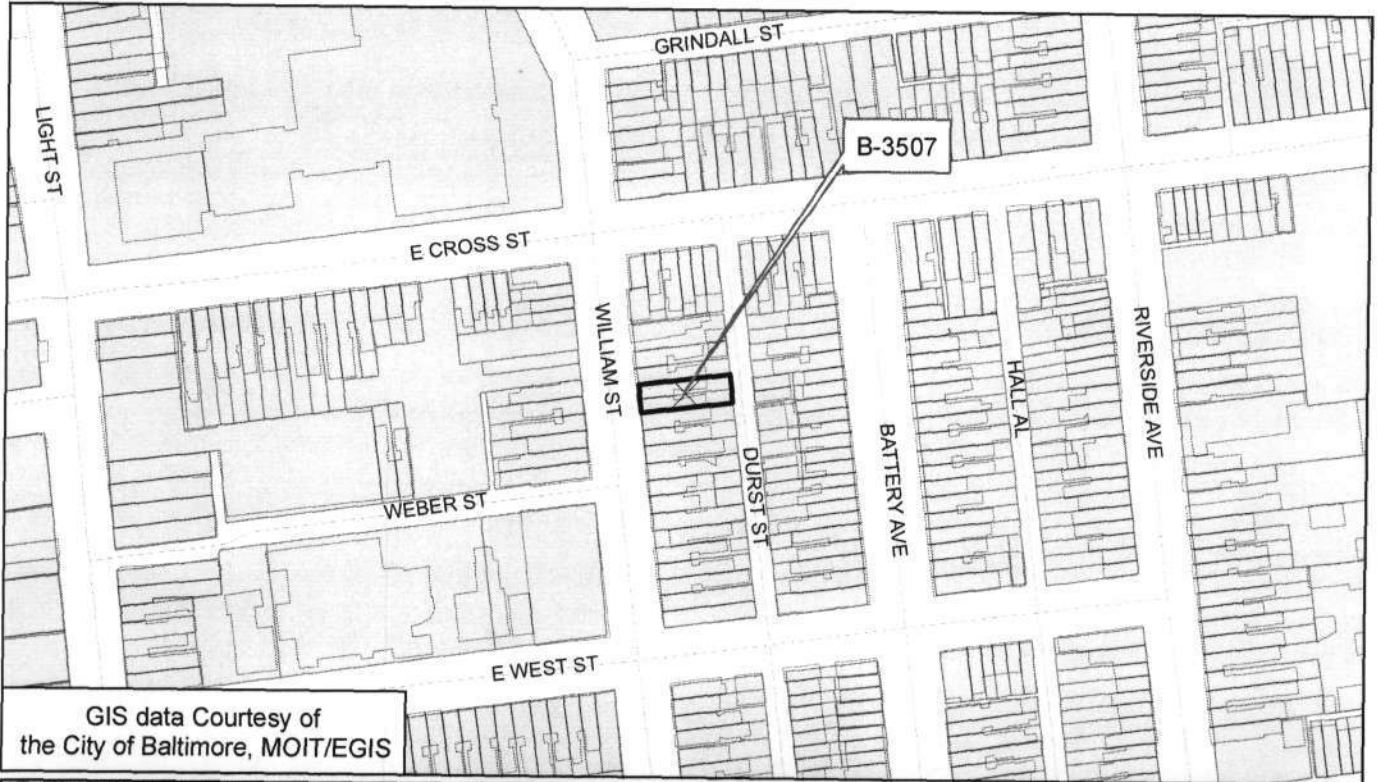 GRINDALL ST
LIGHT ST
B-3507
E CROSS ST
WILLIAM ST
RIVERSIDE AVE
HALL AL
BATTERY AVE
DURST ST
WEBER ST
E WEST ST
GIS data Courtesy of
the City of Baltimore, MOIT/EGIS